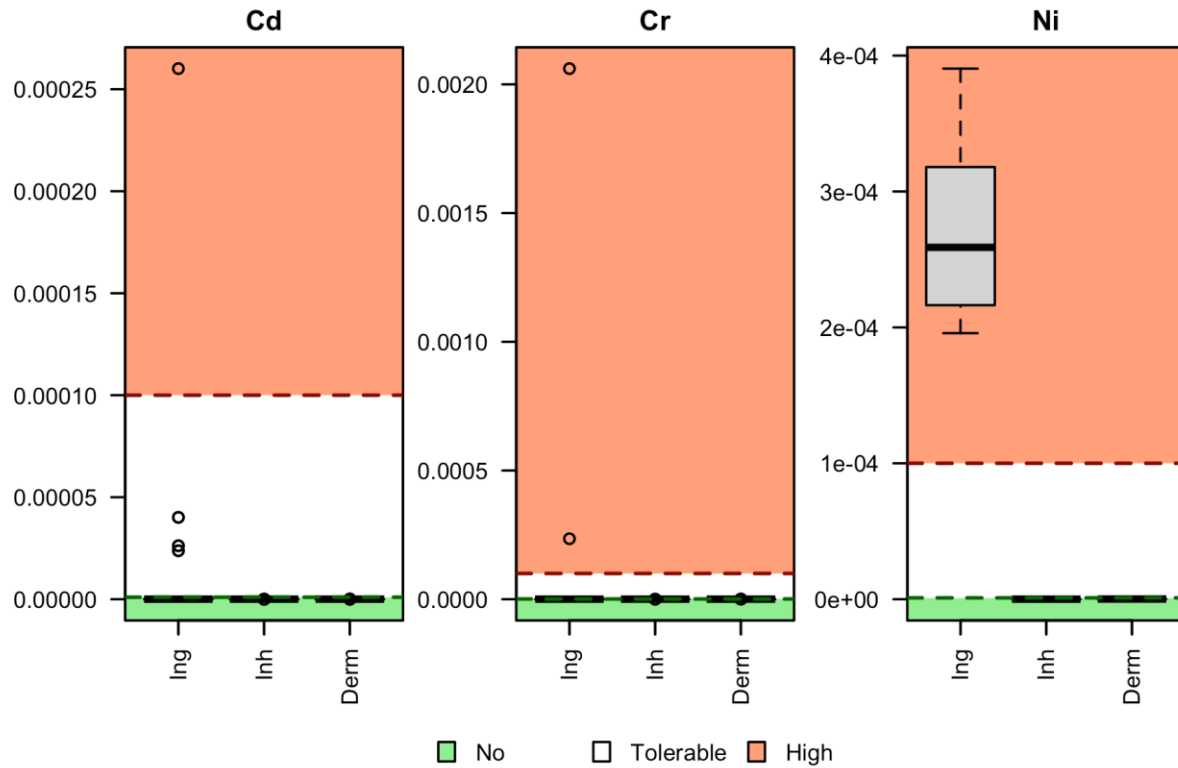 Cd
0.00025
0.00020
0.00015
0.00010
0.00005
0.00000
Ing
Inh
Derm
Cr
0.0020
0.0015
0.0010
0.0005
0.0000
Ing
Inh
Derm
Ni
4e-04
3e-04
2e-04
1e-04
0e+00
Ing
Inh
Derm
No
Tolerable
High